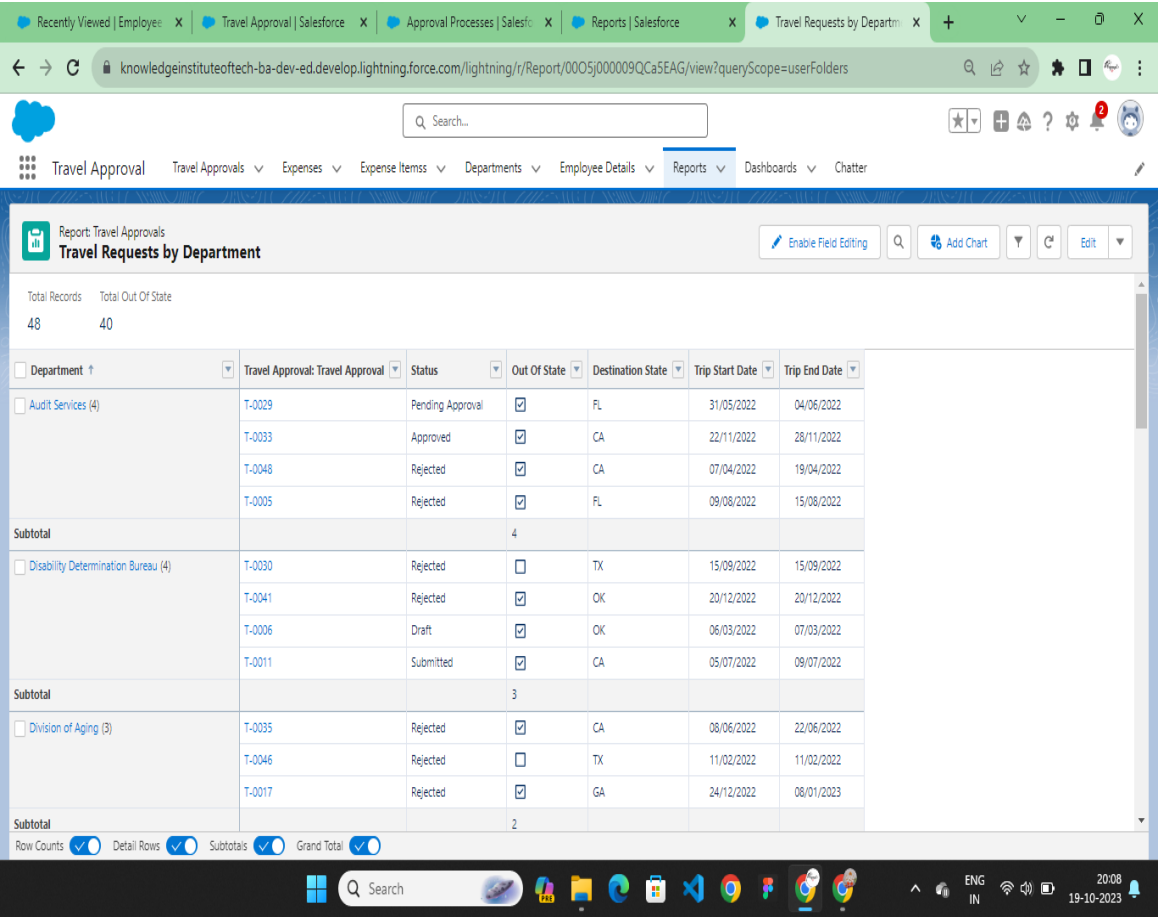 Recently Viewed | Employee
Travel Approval | Salesforce
Approval Processes | Salesfo
Reports | Salesforce
Travel Requests by Departm
knowledgeinstituteoftech-ba-dev-ed.develop.lightning.force.com/lightning/r/Report/00O5j000009QCa5EAG/view?queryScope=userFolders
Search...
2
Travel Approval Travel Approvals Expenses Expense Itemss Departments Employee Details Reports Dashboards Chatter
Report: Travel Approvals
Travel Requests by Department
Enable Field Editing Add Chart Edit
Total Records Total Out Of State
48 40
Department ↑ Travel Approval: Travel Approval Status Out Of State Destination State Trip Start Date Trip End Date
Audit Services (4) T-0029 Pending Approval FL 31/05/2022 04/06/2022
T-0033 Approved CA 22/11/2022 28/11/2022
T-0048 Rejected CA 07/04/2022 19/04/2022
T-0005 Rejected FL 09/08/2022 15/08/2022
Subtotal 4
Disability Determination Bureau (4) T-0030 Rejected TX 15/09/2022 15/09/2022
T-0041 Rejected OK 20/12/2022 20/12/2022
T-0006 Draft OK 06/03/2022 07/03/2022
T-0011 Submitted CA 05/07/2022 09/07/2022
Subtotal 3
Division of Aging (3) T-0035 Rejected CA 08/06/2022 22/06/2022
T-0046 Rejected TX 11/02/2022 11/02/2022
T-0017 Rejected GA 24/12/2022 08/01/2023
Subtotal 2
Row Counts Detail Rows Subtotals Grand Total
Search
PRE
ENG
IN
20:08
19-10-2023